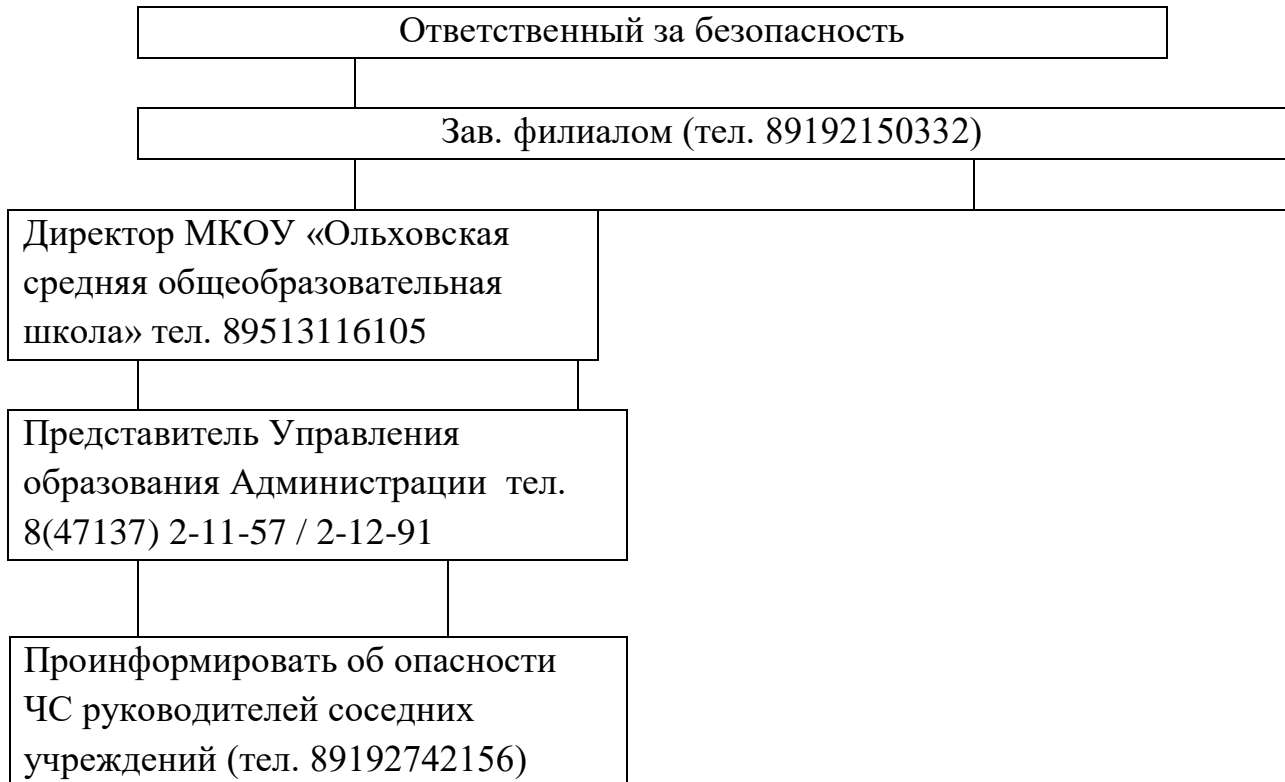 Ответственный за безопасность
Зав. филиалом (тел. 89192150332)
Директор МКОУ «Ольховская
средняя общеобразовательная
школа» тел. 89513116105
Представитель Управления
образования Администрации тел.
8(47137) 2-11-57 / 2-12-91
Проинформировать об опасности
ЧС руководителей соседних
учреждений (тел. 89192742156)